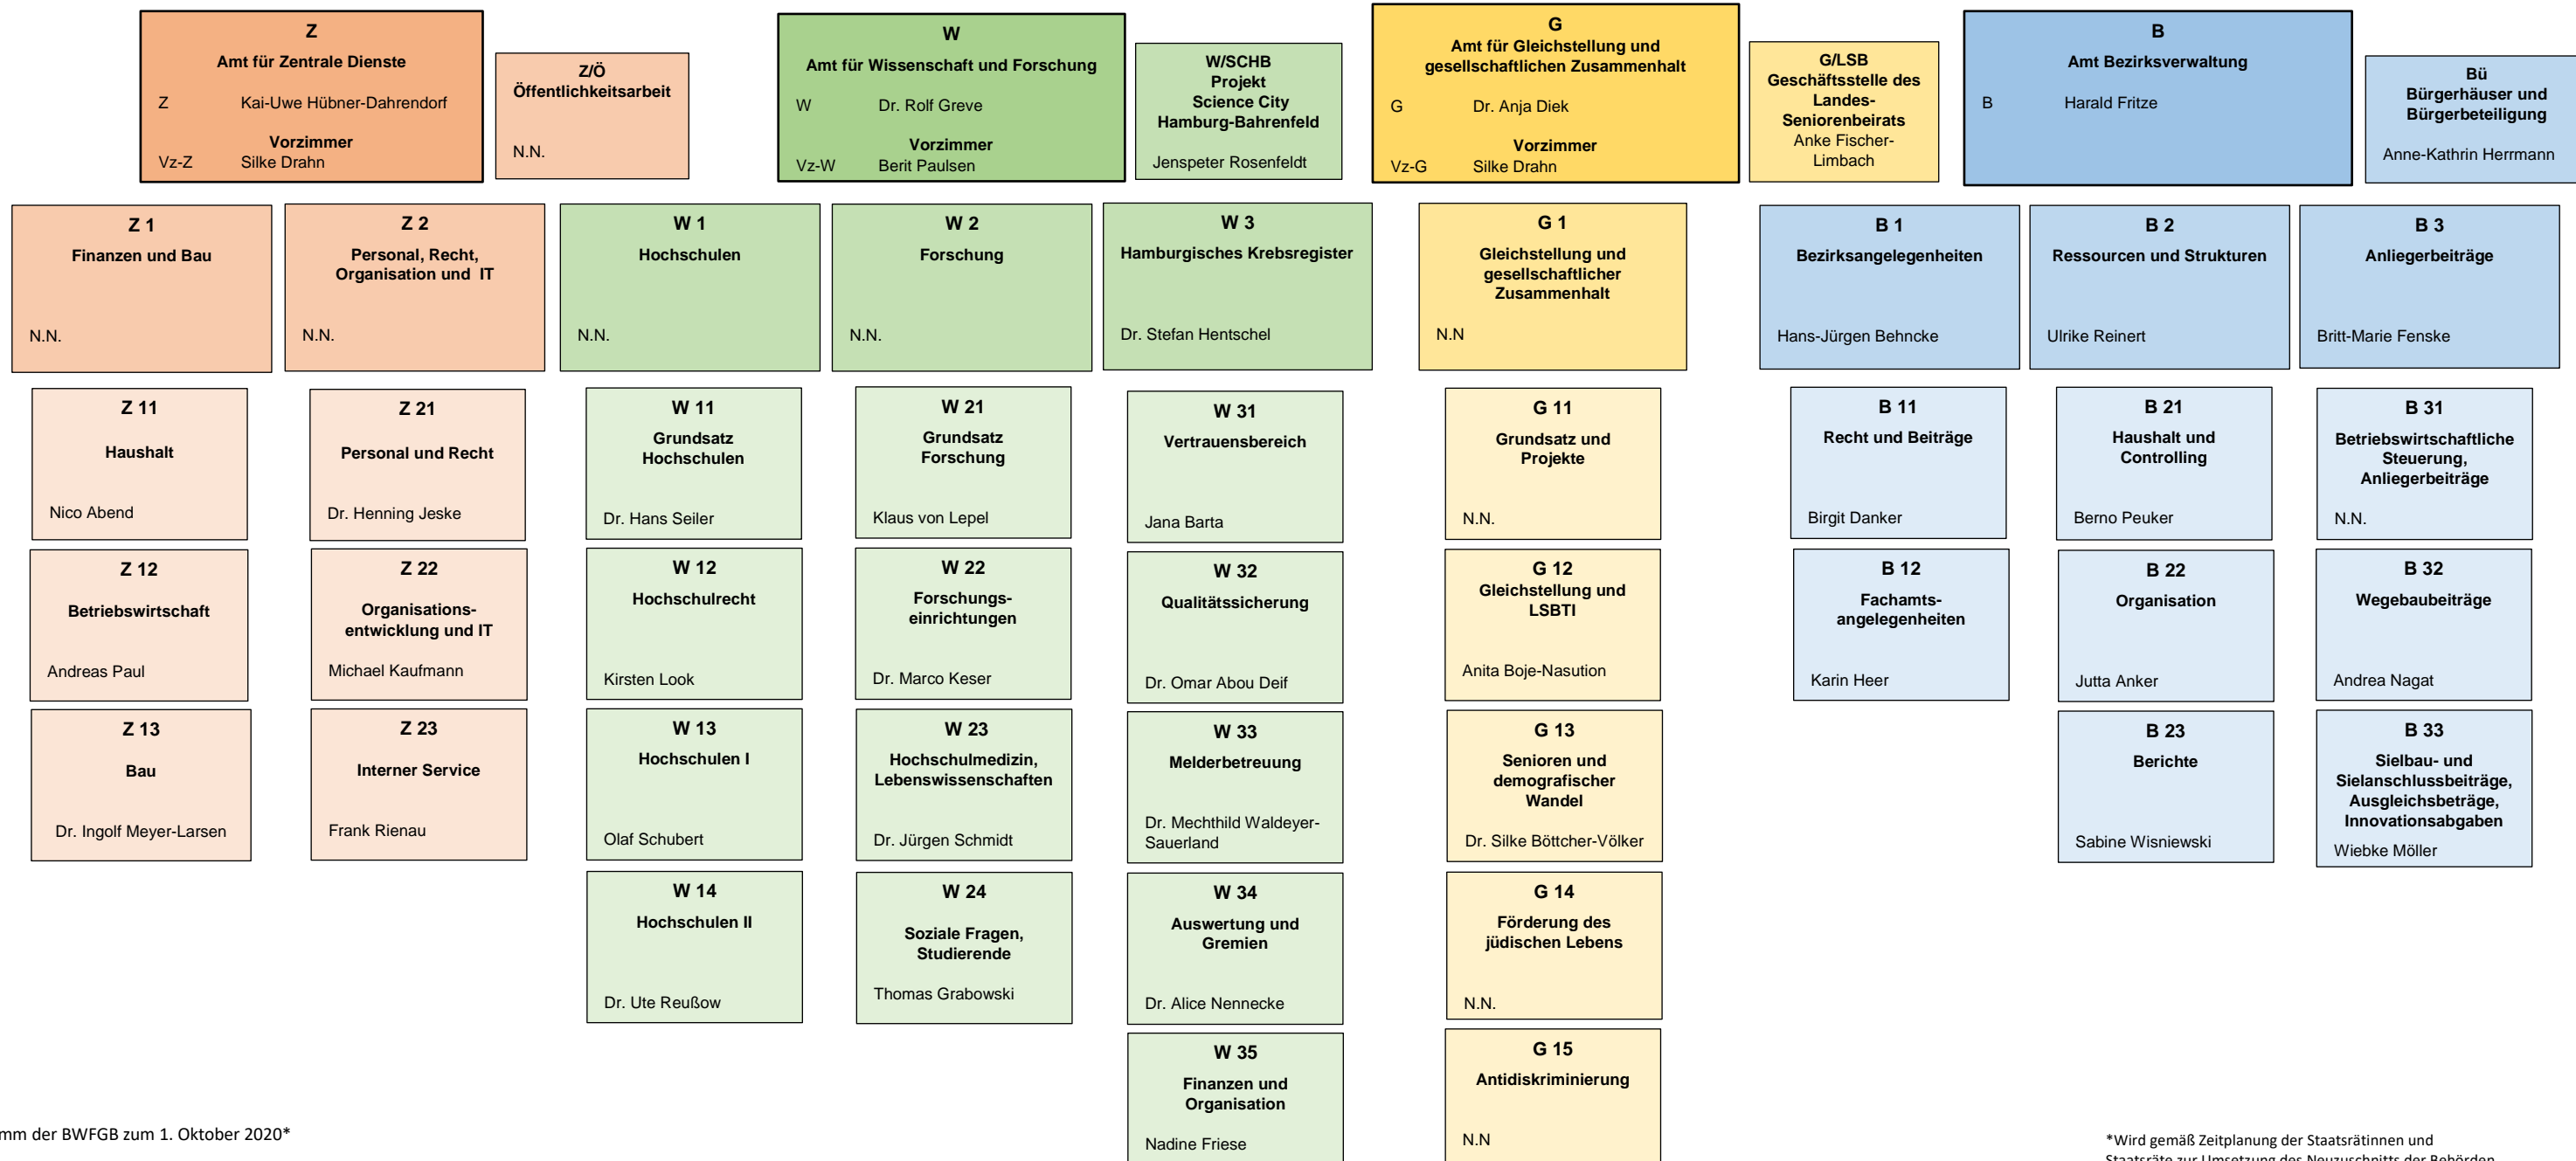 Z
Amt für Zentrale Dienste
Z Kai-Uwe Hübner-Dahrendorf
Vorzimmer
Vz-Z Silke Drahn
Z/Ö
Öffentlichkeitsarbeit
N.N.
W
Amt für Wissenschaft und Forschung
W Dr. Rolf Greve
Vorzimmer
Vz-W Berit Paulsen
W/SCHB
Projekt
Science City
Hamburg-Bahrenfeld
Jenspeter Rosenfeldt
G
Amt für Gleichstellung und
gesellschaftlichen Zusammenhalt
G Dr. Anja Diek
Vorzimmer
Vz-G Silke Drahn
G/LSB
Geschäftsstelle des
Landes-
Seniorenbeirats
Anke Fischer-
Limbach
B
Amt Bezirksverwaltung
B Harald Fritze
Bü
Bürgerhäuser und
Bürgerbeteiligung
Anne-Kathrin Herrmann
Z 1
Finanzen und Bau
N.N.
Z 2
Personal, Recht,
Organisation und IT
N.N.
W 1
Hochschulen
N.N.
W 2
Forschung
N.N.
W 3
Hamburgisches Krebsregister
Dr. Stefan Hentschel
G 1
Gleichstellung und
gesellschaftlicher
Zusammenhalt
N.N
B 1
Bezirksangelegenheiten
Hans-Jürgen Behncke
B 2
Ressourcen und Strukturen
Ulrike Reinert
B 3
Anliegerbeiträge
Britt-Marie Fenske
Z 11
Haushalt
Nico Abend
Z 21
Personal und Recht
Dr. Henning Jeske
W 11
Grundsatz
Hochschulen
Dr. Hans Seiler
W 21
Grundsatz
Forschung
Klaus von Lepel
W 31
Vertrauensbereich
Jana Barta
G 11
Grundsatz und
Projekte
N.N.
B 11
Recht und Beiträge
Birgit Danker
B 21
Haushalt und
Controlling
Berno Peuker
B 31
Betriebswirtschaftliche
Steuerung,
Anliegerbeiträge
N.N.
Z 12
Betriebswirtschaft
Andreas Paul
Z 22
Organisations-
entwicklung und IT
Michael Kaufmann
W 12
Hochschulrecht
Kirsten Look
W 22
Forschungs-
einrichtungen
Dr. Marco Keser
W 32
Qualitätssicherung
Dr. Omar Abou Deif
G 12
Gleichstellung und
LSBTI
Anita Boje-Nasution
B 12
Fachamts-
angelegenheiten
Karin Heer
B 22
Organisation
Jutta Anker
B 32
Wegebaubeiträge
Andrea Nagat
Z 13
Bau
Dr. Ingolf Meyer-Larsen
Z 23
Interner Service
Frank Rienau
W 13
Hochschulen I
Olaf Schubert
W 23
Hochschulmedizin,
Lebenswissenschaften
Dr. Jürgen Schmidt
W 33
Melderbetreuung
Dr. Mechthild Waldeyer-
Sauerland
G 13
Senioren und
demografischer
Wandel
Dr. Silke Böttcher-Völker
B 23
Berichte
Sabine Wisniewski
B 33
Sielbau- und
Sielanschlussbeiträge,
Ausgleichsbeträge,
Innovationsabgaben
Wiebke Möller
W 14
Hochschulen II
Dr. Ute Reußow
W 24
Soziale Fragen,
Studierende
Thomas Grabowski
W 34
Auswertung und
Gremien
Dr. Alice Nennecke
G 14
Förderung des
jüdischen Lebens
N.N.
W 35
Finanzen und
Organisation
Nadine Friese
G 15
Antidiskriminierung
N.N
mm der BWFGB zum 1. Oktober 2020*
*Wird gemäß Zeitplanung der Staatsrätinnen und
Staatsräte zur Umsetzung des Neuzuschnitts der Behörden